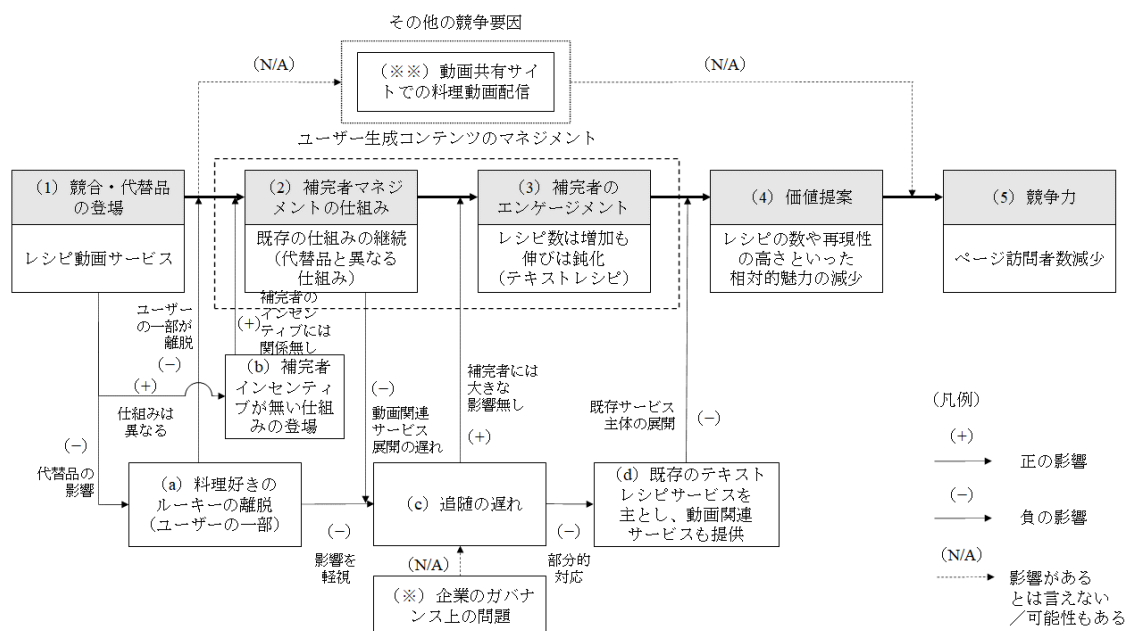 その他の競争要因
(N/A)
(※※)動画共有サイ
トでの料理動画配信
(N/A)
ユーザー生成コンテンツのマネジメント
(1)競合・代替品
の登場
レシピ動画サービス
(2)補完者マネジ
メントの仕組み
既存の仕組みの継続
(代替品と異なる
仕組み)
(3)補完者の
エンゲージメント
レシピ数は増加も
伸びは鈍化
(テキストレシピ)
(4)価値提案
レシピの数や再現性
の高さといった
相対的魅力の減少
(5)競争力
ページ訪問者数減少
ユーザー
の一部が
離脱
(−)
(+)
補完者の
インセン
ティブには
関係無し
(+)
仕組みは
異なる
(b)補完者
インセンティ
ブが無い仕組
みの登場
(−)
代替品の
影響
(−)
動画関連
サービス
展開の遅れ
補完者には
大きな
影響無し
(+)
既存サービス
主体の展開
(−)
(a)料理好きの
ルーキーの離脱
(ユーザーの一部)
(−)
影響を
軽視
(c)追随の遅れ
(−)
部分的
対応
(d)既存のテキスト
レシピサービスを
主とし、動画関連
サービスも提供
(N/A)
(※)企業のガバナ
ンス上の問題
(凡例)
(+)
正の影響
(−)
負の影響
(N/A)
影響がある
とは言えない
/可能性もある